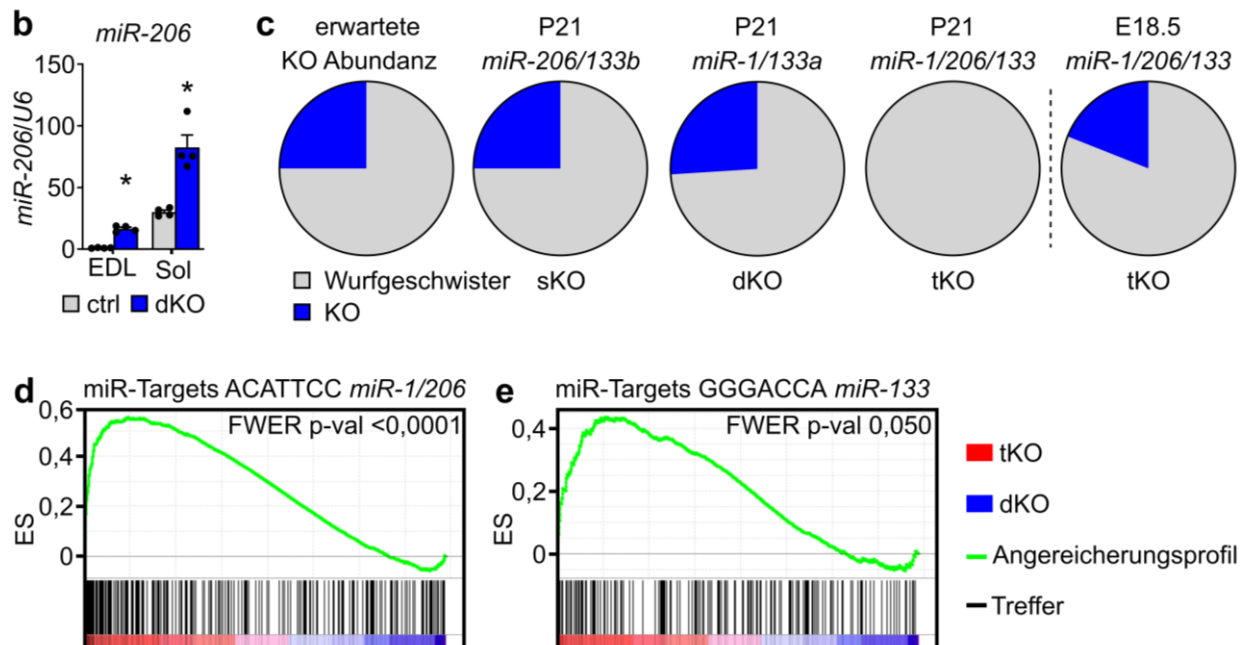 b
miR-206
miR-206/U6
150
100
50
0
*
*
EDL
Sol
ctrl
dKO
c
erwartete
KO Abundanz
P21
miR-206/133b
P21
miR-1/133a
P21
miR-1/206/133
E18.5
miR-1/206/133
Wurfgeschwister
KO
sKO
dKO
tKO
tKO
d
miR-Targets ACATTCC miR-1/206
FWER p-val <0,0001
ES
0,6
0,4
0,2
0
e
miR-Targets GGGACCA miR-133
FWER p-val 0,050
ES
0,4
0,2
0
tKO
dKO
Angereicherungsprofil
Treffer